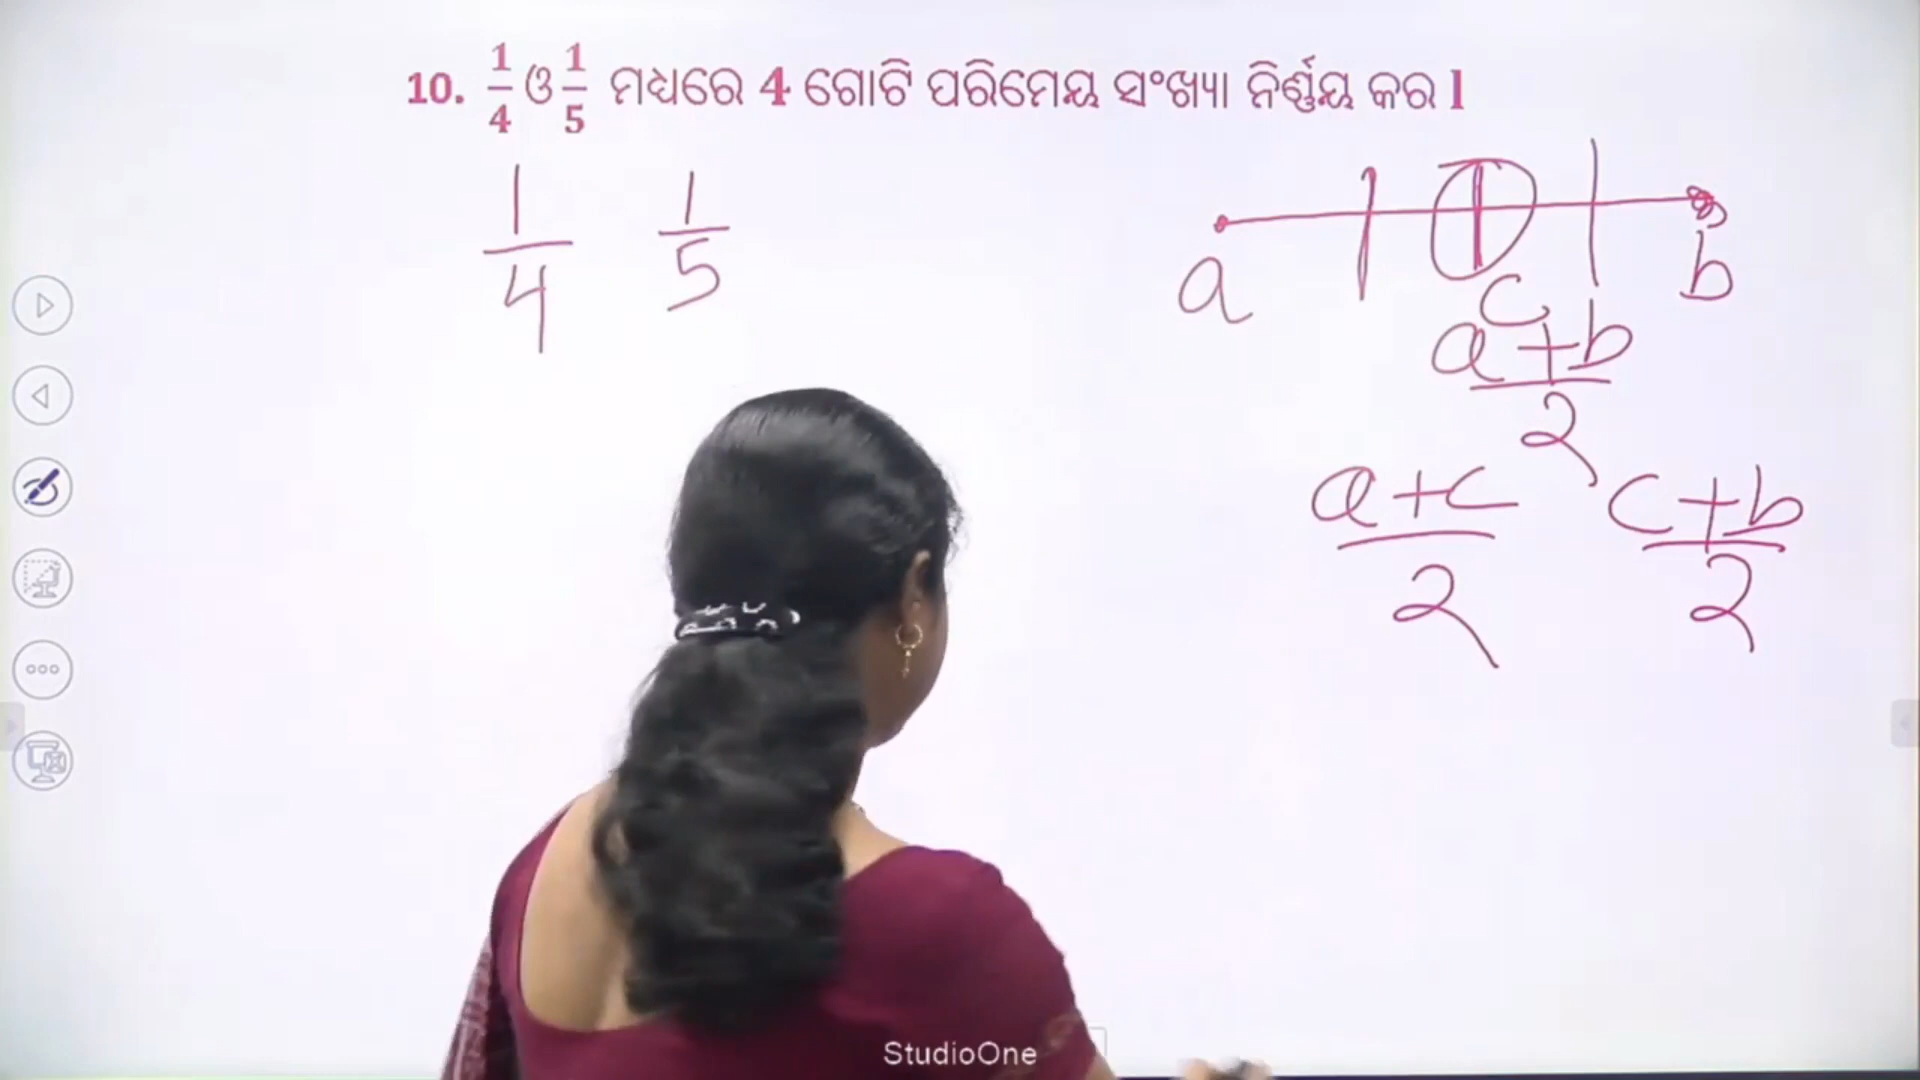 10. 1/4 ଓ 1/5 ମଧ୍ୟରେ 4 ଗୋଟି ପରିମେୟ ସଂଖ୍ୟା ନିର୍ଣ୍ଣୟ କର l
1/4 1/5
a c b
a+b/2
a+c/2 c+b/2
StudioOne